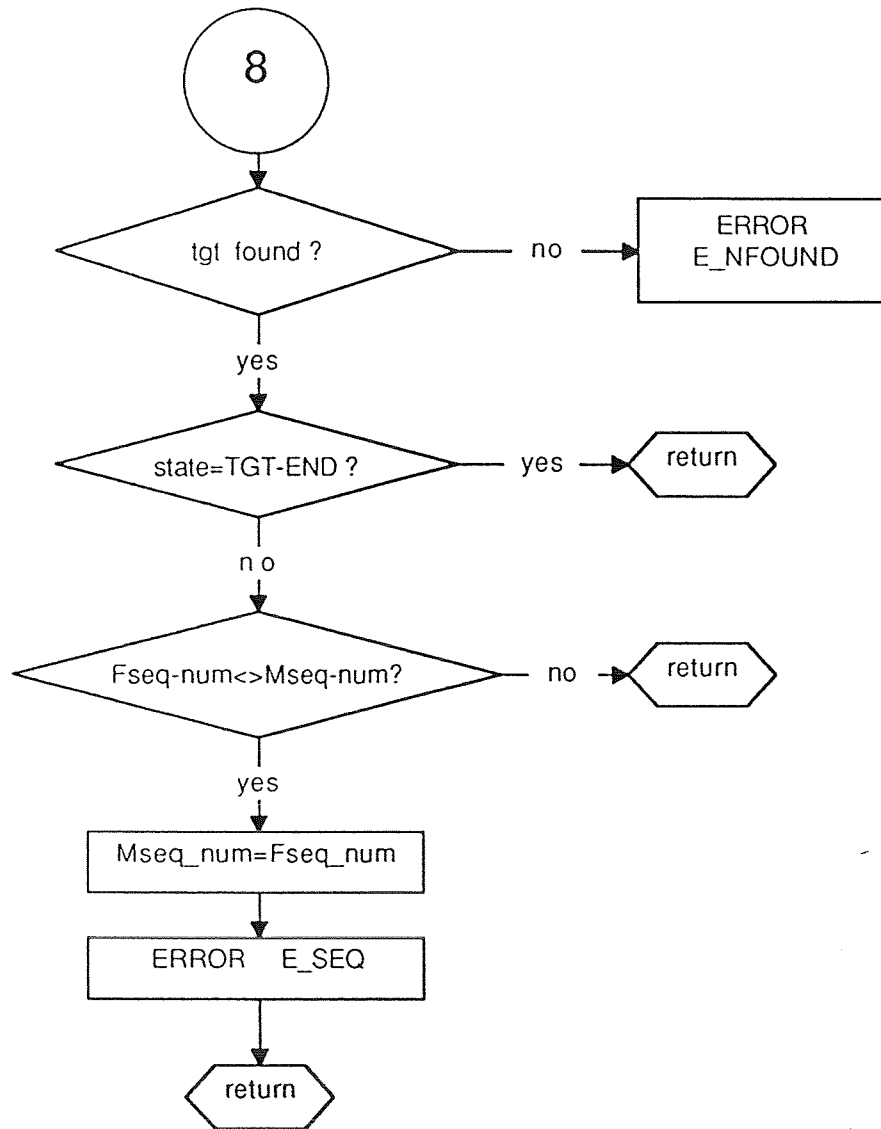 8
tgt found ?
no
ERROR
E_NFOUND
yes
state=TGT-END ?
yes
return
no
Fseq-num<>Mseq-num?
no
return
yes
Mseq_num=Fseq_num
ERROR E_SEQ
return